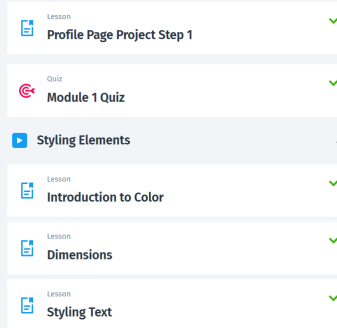 Lesson
Profile Page Project Step 1
Quiz
Module 1 Quiz
Styling Elements
Lesson
Introduction to Color
Lesson
Dimensions
Lesson
Styling Text